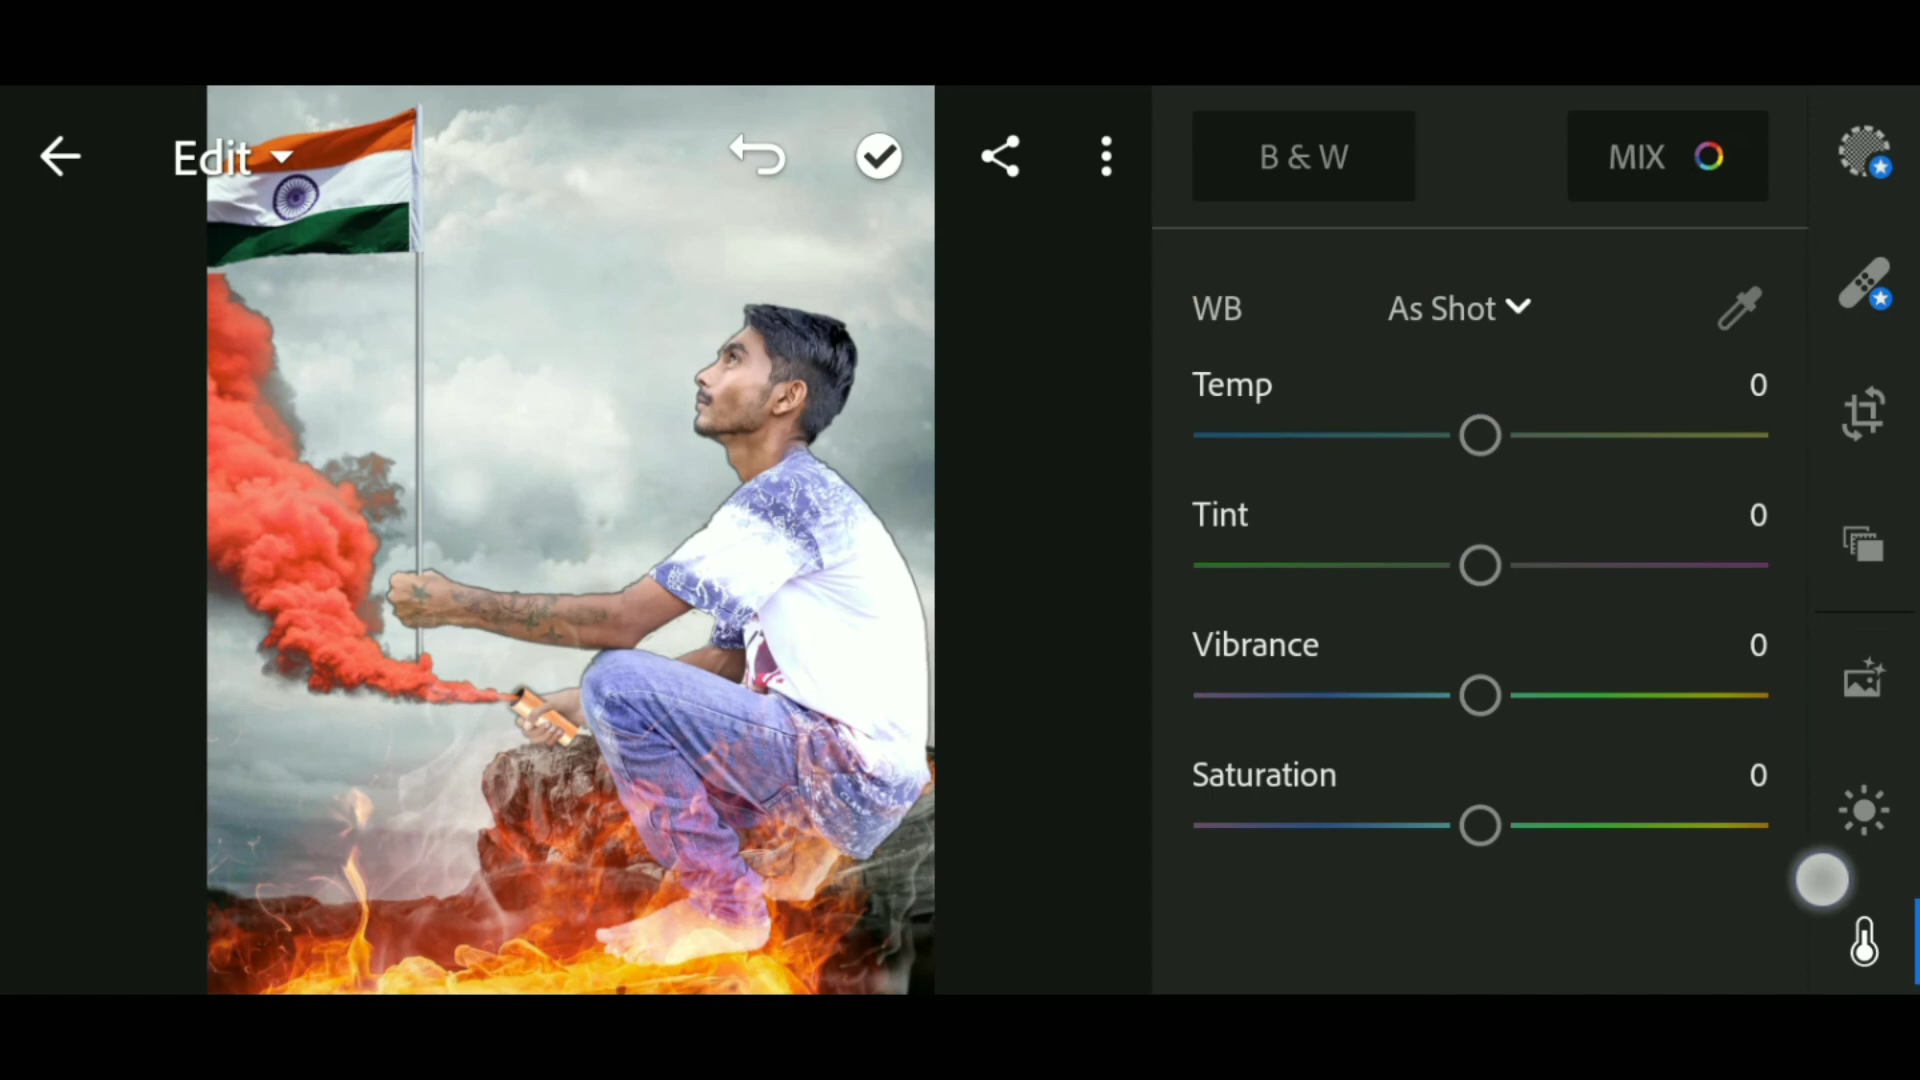 Edit
B & W
MIX
WB
As Shot
Temp
0
Tint
0
Vibrance
0
Saturation
0